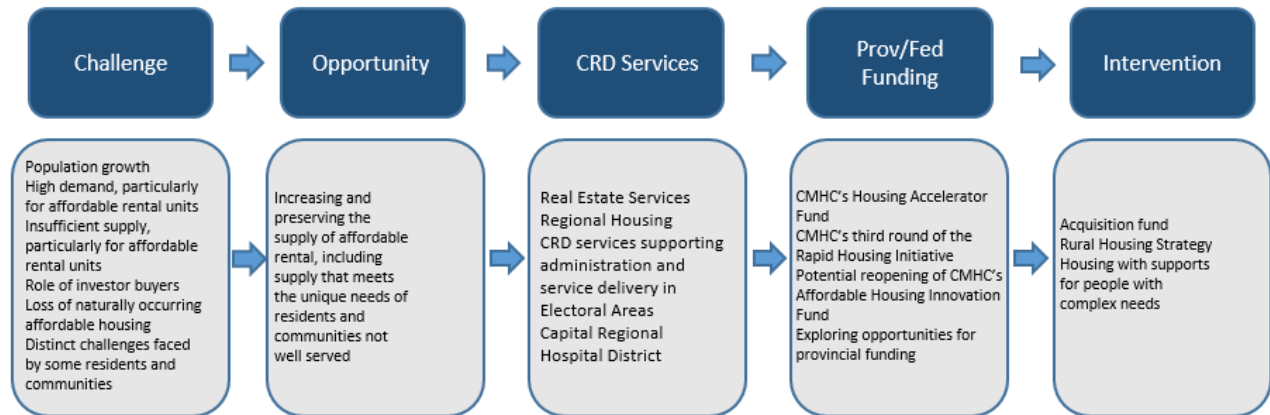 Challenge
Opportunity
CRD Services
Prov/Fed
Funding
Intervention
Population growth
High demand, particularly
for affordable rental units
Insufficient supply,
particularly for affordable
rental units
Role of investor buyers
Loss of naturally occurring
affordable housing
Distinct challenges faced
by some residents and
communities
Increasing and
preserving the
supply of affordable
rental, including
supply that meets
the unique needs of
residents and
communities not
well served
Real Estate Services
Regional Housing
CRD services supporting
administration and
service delivery in
Electoral Areas
Capital Regional
Hospital District
CMHC's Housing Accelerator
Fund
CMHC's third round of the
Rapid Housing Initiative
Potential reopening of CMHC's
Affordable Housing Innovation
Fund
Exploring opportunities for
provincial funding
Acquisition fund
Rural Housing Strategy
Housing with supports
for people with
complex needs